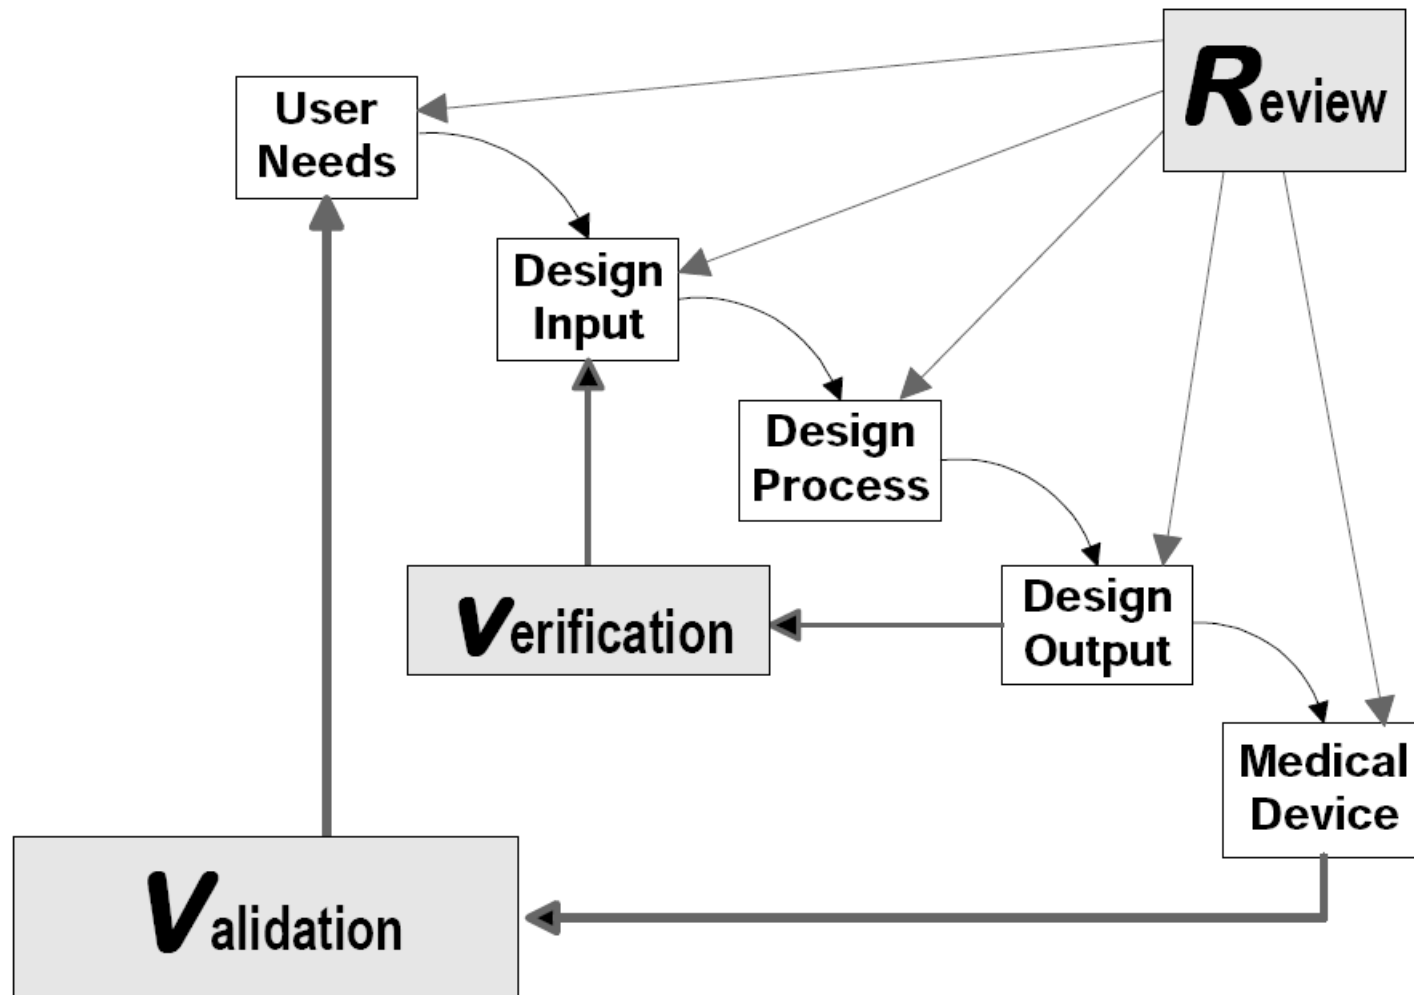 Review
User
Needs
Design
Input
Design
Process
Design
Output
Verification
Medical
Device
Validation